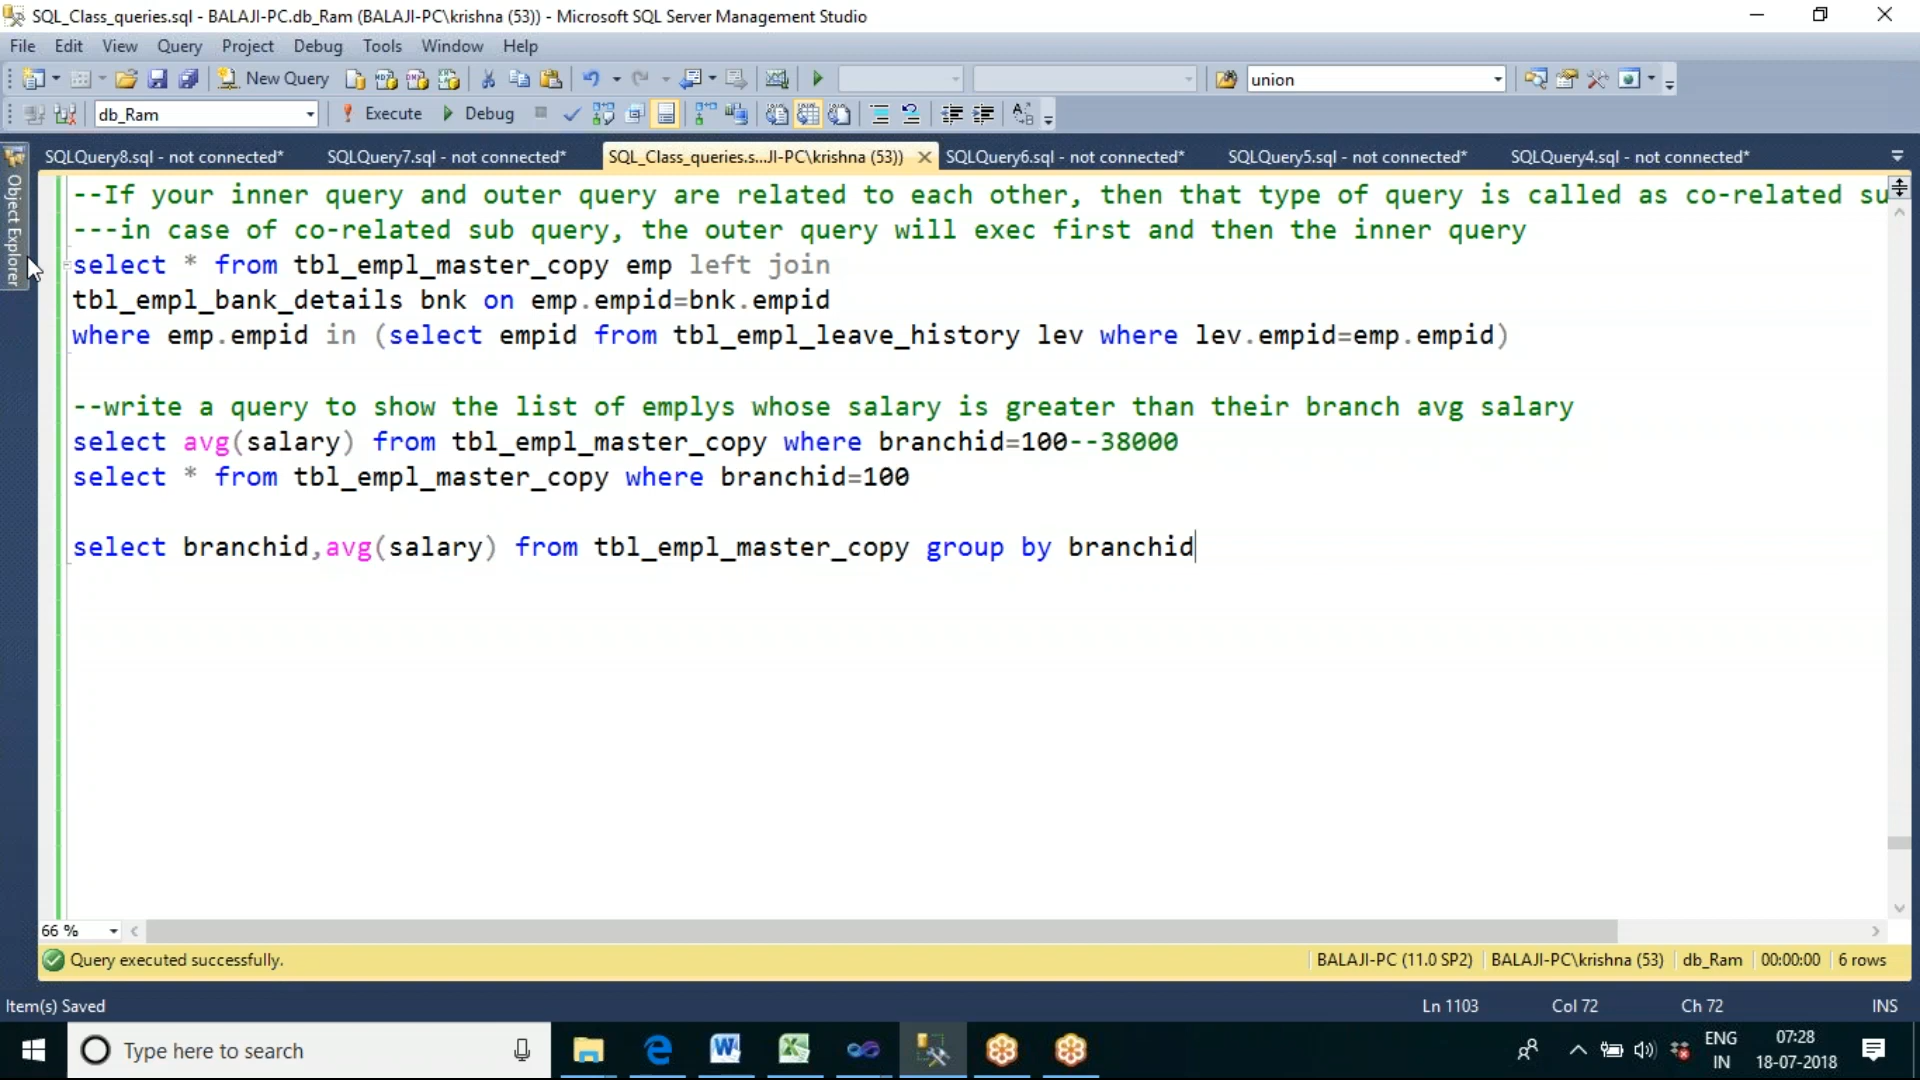 SQL_Class_queries.sql - BALAJI-PC.db_Ram (BALAJI-PC\krishna (53)) - Microsoft SQL Server Management Studio
File Edit View Query Project Debug Tools Window Help
New Query union
db_Ram Execute Debug
SQLQuery8.sql - not connected* SQLQuery7.sql - not connected* SQL_Class_queries.s...JI-PC\krishna (53)) SQLQuery6.sql - not connected* SQLQuery5.sql - not connected* SQLQuery4.sql - not connected*
Object Explorer
--If your inner query and outer query are related to each other, then that type of query is called as co-related su
---in case of co-related sub query, the outer query will exec first and then the inner query
select * from tbl_empl_master_copy emp left join
tbl_empl_bank_details bnk on emp.empid=bnk.empid
where emp.empid in (select empid from tbl_empl_leave_history lev where lev.empid=emp.empid)
--write a query to show the list of emplys whose salary is greater than their branch avg salary
select avg(salary) from tbl_empl_master_copy where branchid=100--38000
select * from tbl_empl_master_copy where branchid=100
select branchid,avg(salary) from tbl_empl_master_copy group by branchid
66 %
Query executed successfully. BALAJI-PC (11.0 SP2) BALAJI-PC\krishna (53) db_Ram 00:00:00 6 rows
Item(s) Saved Ln 1103 Col 72 Ch 72 INS
Type here to search ENG 07:28
IN 18-07-2018